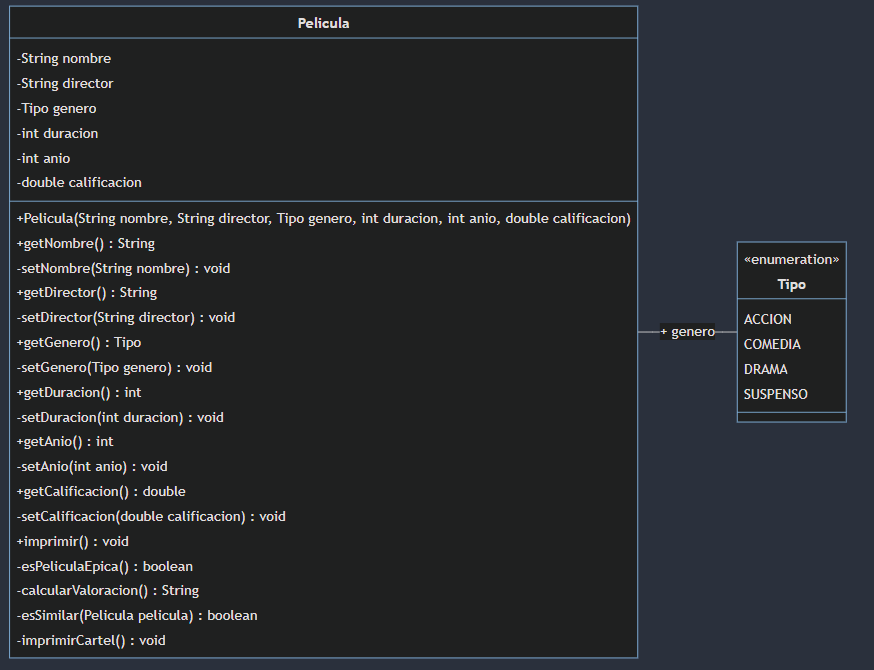 Pelicula
-String nombre
-String director
-Tipo genero
-int duracion
-int anio
-double calificacion
+Pelicula(String nombre, String director, Tipo genero, int duracion, int anio, double calificacion)
+getNombre() : String
-setNombre(String nombre) : void
+getDirector() : String
-setDirector(String director) : void
+getGenero() : Tipo
-setGenero(Tipo genero) : void
+getDuracion() : int
-setDuracion(int duracion) : void
+getAnio() : int
-setAnio(int anio) : void
+getCalificacion() : double
-setCalificacion(double calificacion) : void
+imprimir() : void
-esPeliculaEpica() : boolean
-calcularValoracion() : String
-esSimilar(Pelicula pelicula) : boolean
-imprimirCartel() : void
+ genero
«enumeration»
Tipo
ACCION
COMEDIA
DRAMA
SUSPENSO